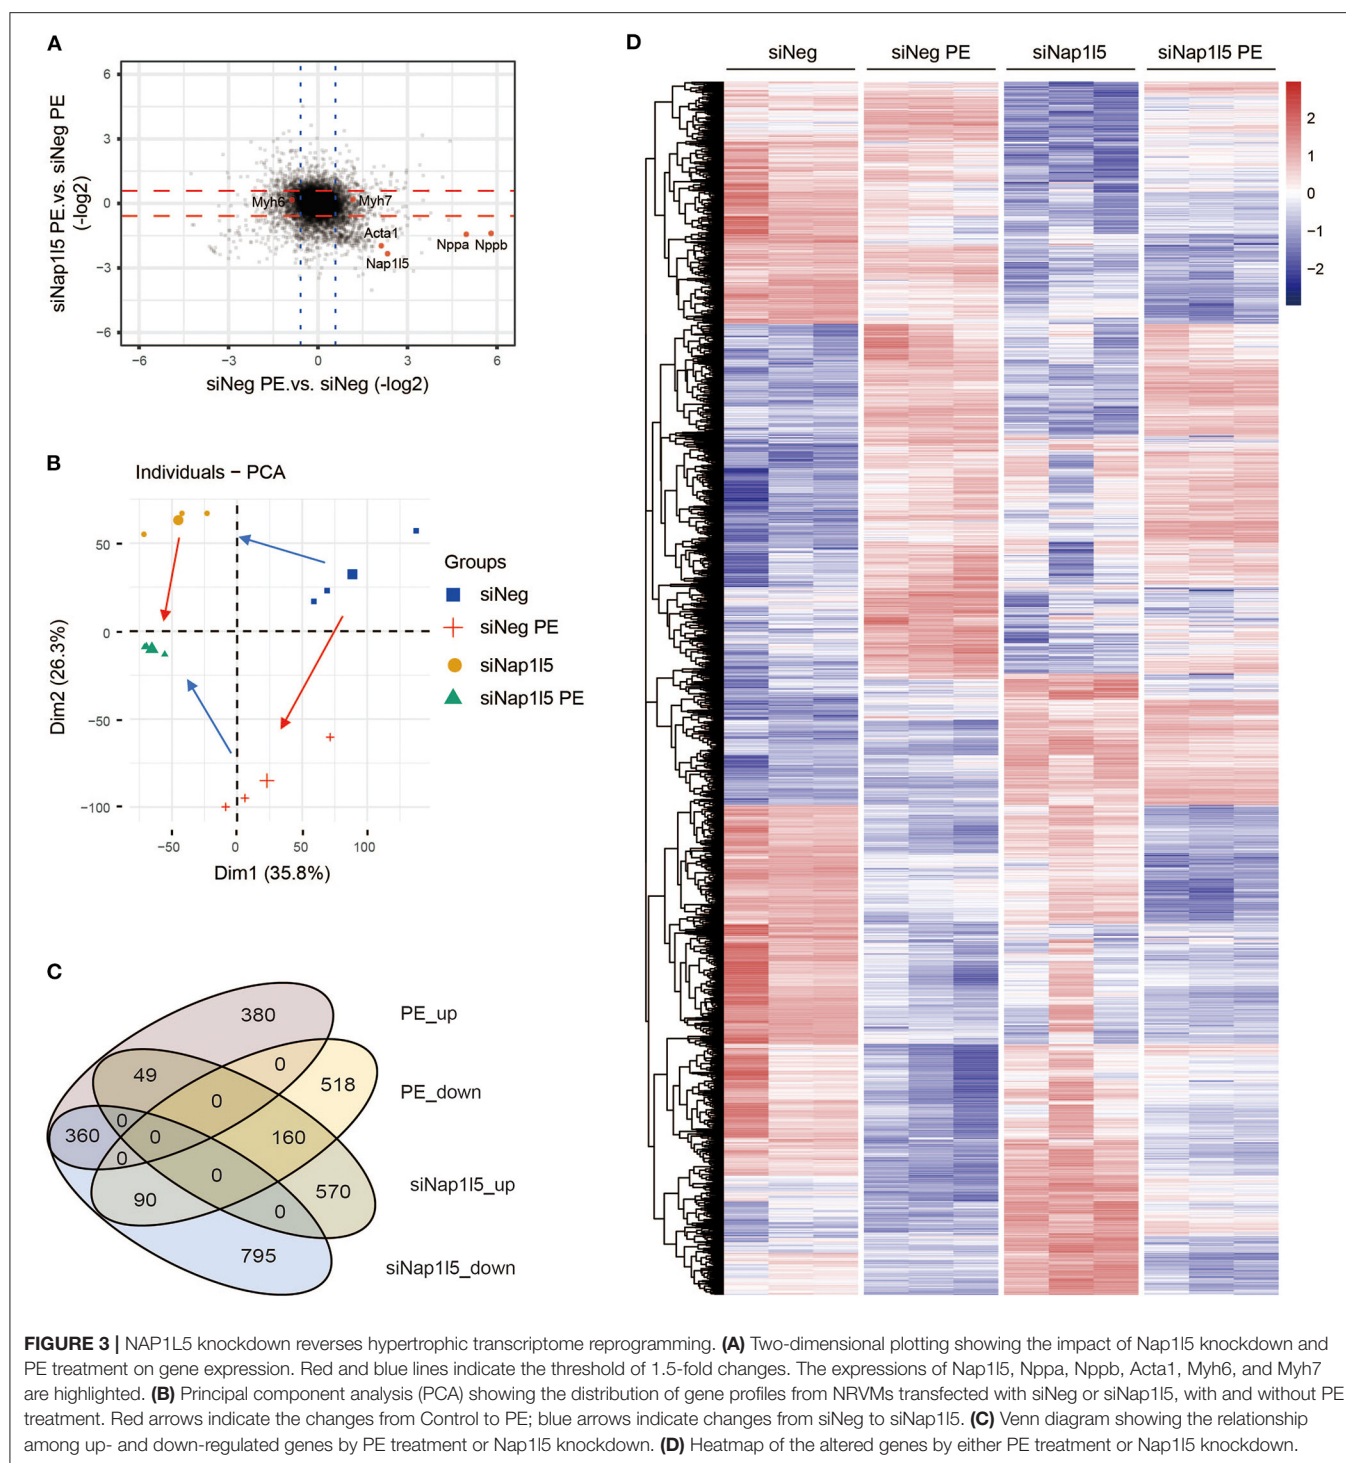 A
6
3
0
−3
−6
−6
−3
0
3
6
siNap1l5 PE.vs. siNeg PE
(-log2)
siNeg PE.vs. siNeg (-log2)
Myh6
Myh7
Acta1
Nap1l5
Nppa
Nppb
B
Individuals − PCA
50
0
−50
−100
−50
0
50
100
Dim2 (26.3%)
Dim1 (35.8%)
Groups
siNeg
siNeg PE
siNap1l5
siNap1l5 PE
C
380
PE_up
0
49
518
PE_down
0
0
360
0
160
0
0
570
siNap1l5_up
90
0
795
siNap1l5_down
D
siNeg
siNeg PE
siNap1l5
siNap1l5 PE
2
1
0
−1
−2
FIGURE 3 | NAP1L5 knockdown reverses hypertrophic transcriptome reprogramming. (A) Two-dimensional plotting showing the impact of Nap1l5 knockdown and
PE treatment on gene expression. Red and blue lines indicate the threshold of 1.5-fold changes. The expressions of Nap1l5, Nppa, Nppb, Acta1, Myh6, and Myh7
are highlighted. (B) Principal component analysis (PCA) showing the distribution of gene profiles from NRVMs transfected with siNeg or siNap1l5, with and without PE
treatment. Red arrows indicate the changes from Control to PE; blue arrows indicate changes from siNeg to siNap1l5. (C) Venn diagram showing the relationship
among up- and down-regulated genes by PE treatment or Nap1l5 knockdown. (D) Heatmap of the altered genes by either PE treatment or Nap1l5 knockdown.